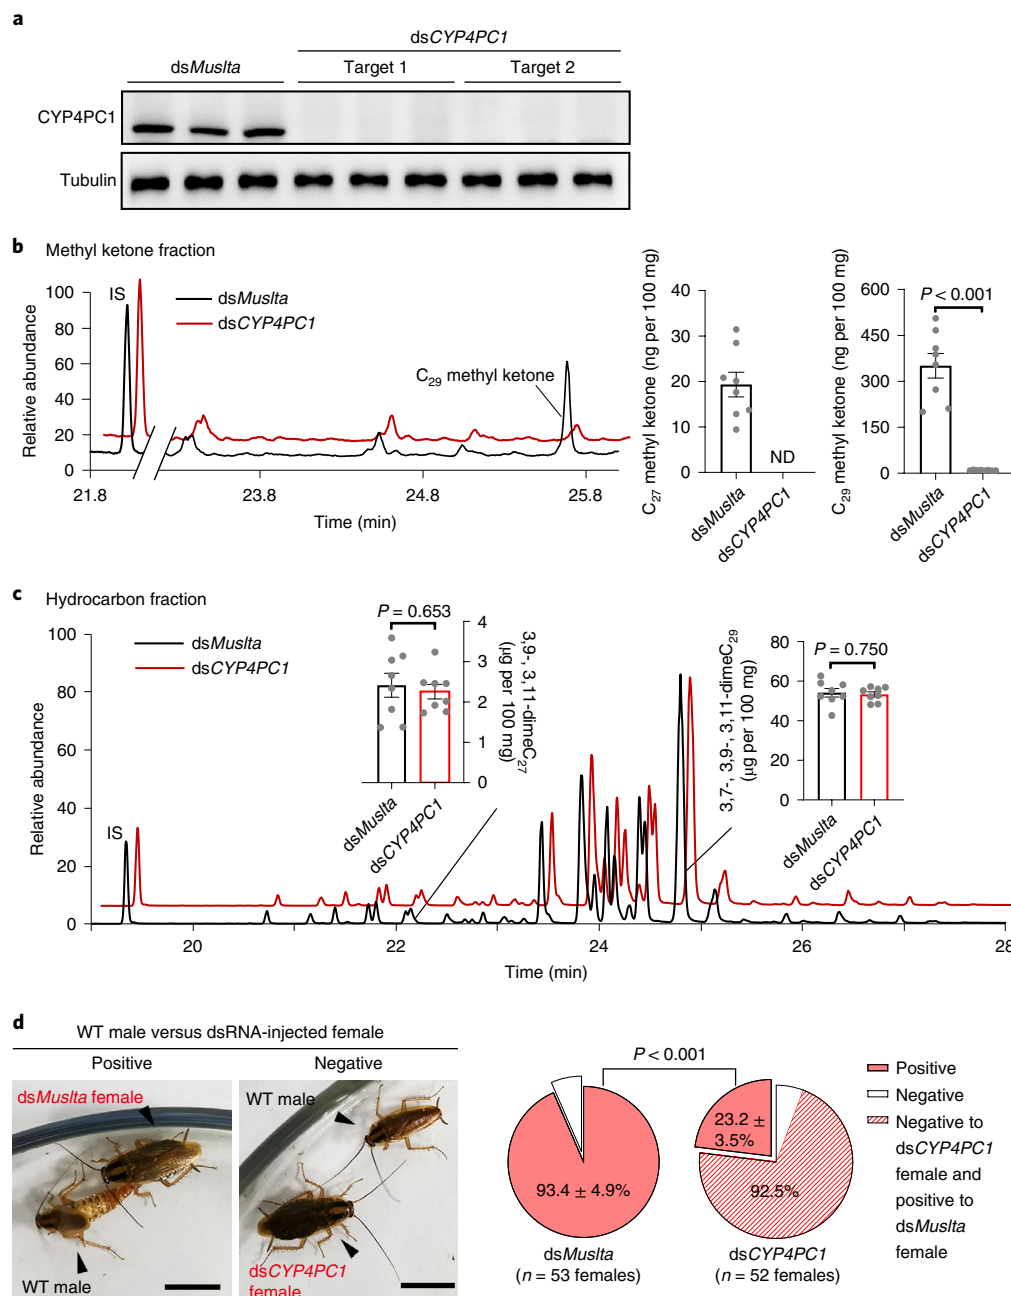 a
dsCYP4PC1
dsMuslta
Target 1
Target 2
CYP4PC1
Tubulin
b Methyl ketone fraction
Relative abundance
100
80
60
40
20
0
IS
dsMuslta
dsCYP4PC1
C29 methyl ketone
21.8
23.8
24.8
25.8
Time (min)
C27 methyl ketone (ng per 100 mg)
40
30
20
10
0
ND
dsMuslta
dsCYP4PC1
C29 methyl ketone (ng per 100 mg)
600
450
300
150
0
P < 0.001
dsMuslta
dsCYP4PC1
c Hydrocarbon fraction
Relative abundance
100
80
60
40
20
0
IS
dsMuslta
dsCYP4PC1
P = 0.653
4
3
2
1
0
3,9-, 3,11-dimeC27
(µg per 100 mg)
dsMuslta
dsCYP4PC1
3,7-, 3,9-, 3,11-dimeC29
(µg per 100 mg)
80
60
40
20
0
P = 0.750
dsMuslta
dsCYP4PC1
20
22
24
26
28
Time (min)
d
WT male versus dsRNA-injected female
Positive
Negative
dsMuslta female
WT male
WT male
dsCYP4PC1
female
P < 0.001
93.4 ± 4.9%
dsMuslta
(n = 53 females)
23.2 ±
3.5%
92.5%
dsCYP4PC1
(n = 52 females)
Positive
Negative
Negative to
dsCYP4PC1
female and
positive to
dsMuslta
female